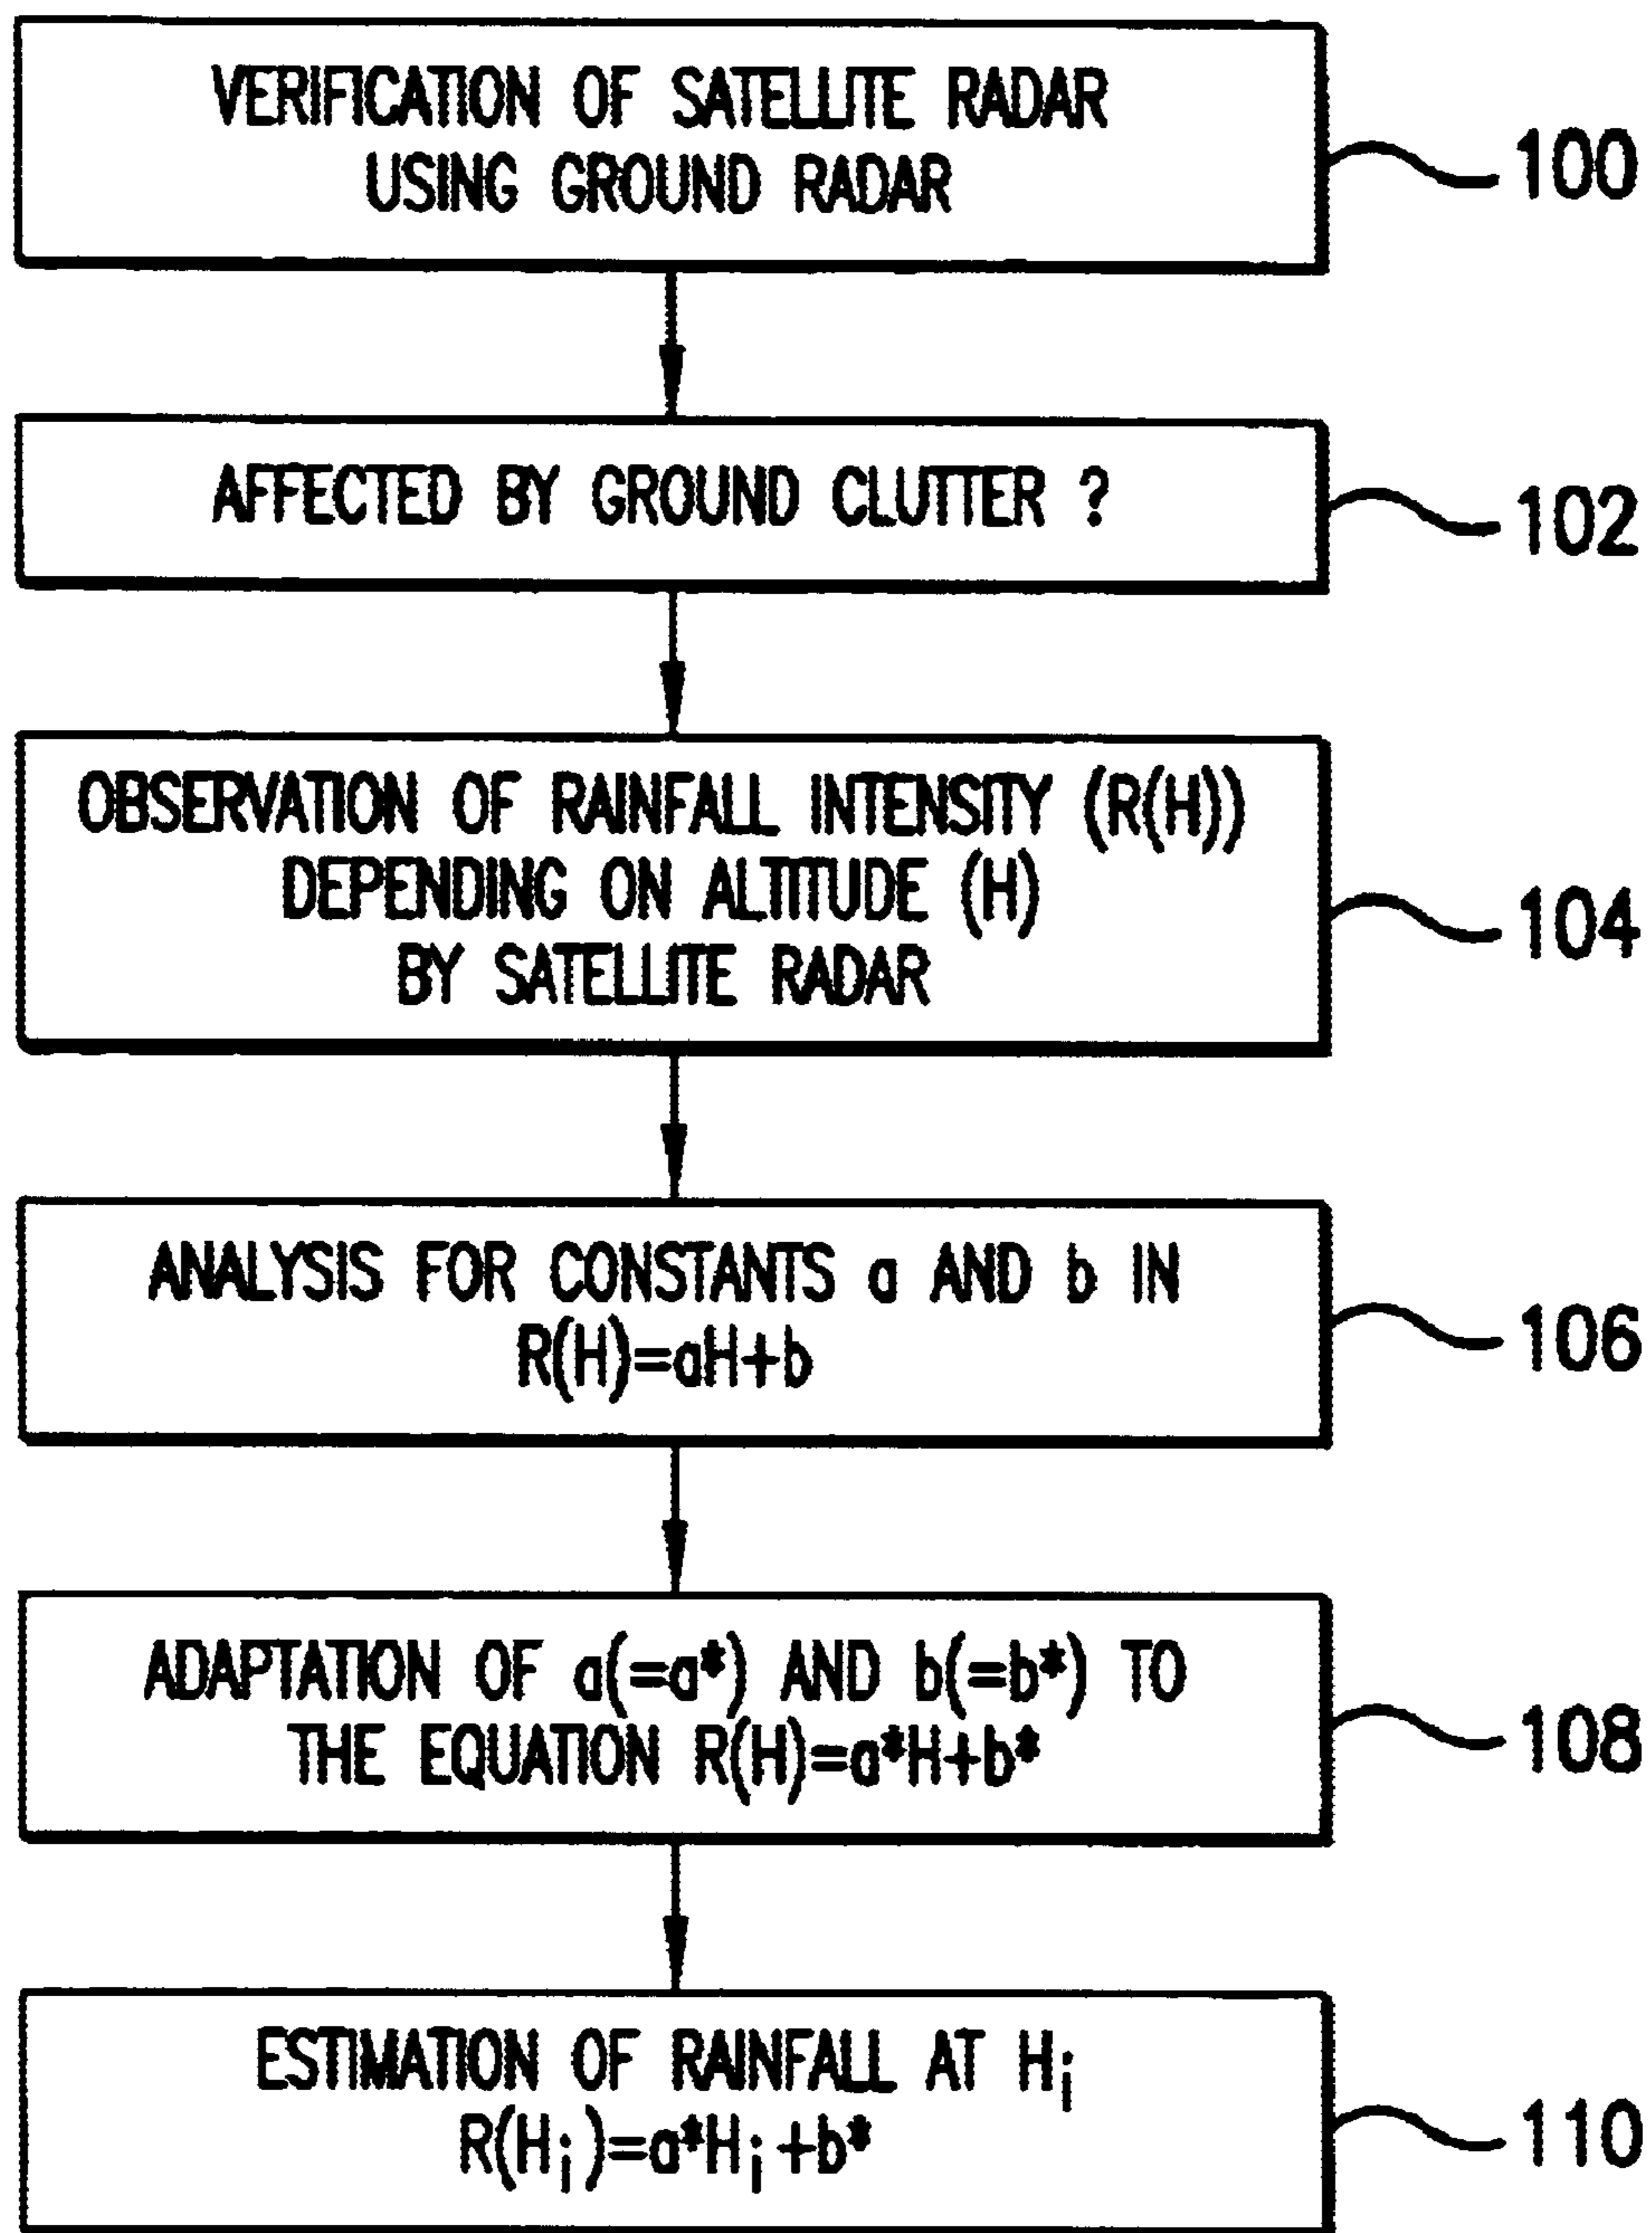 VERIFICATION OF SATELLITE RADAR
USING GROUND RADAR
100
AFFECTED BY GROUND CLUTTER ?
102
OBSERVATION OF RAINFALL INTENSITY (R(H))
DEPENDING ON ALTITUDE (H)
BY SATELLITE RADAR
104
ANALYSIS FOR CONSTANTS a AND b IN
R(H)=aH+b
106
ADAPTATION OF a(=a*) AND b(=b*) TO
THE EQUATION R(H)=a*H+b*
108
ESTIMATION OF RAINFALL AT Hi
R(Hi)=a*Hi+b*
110